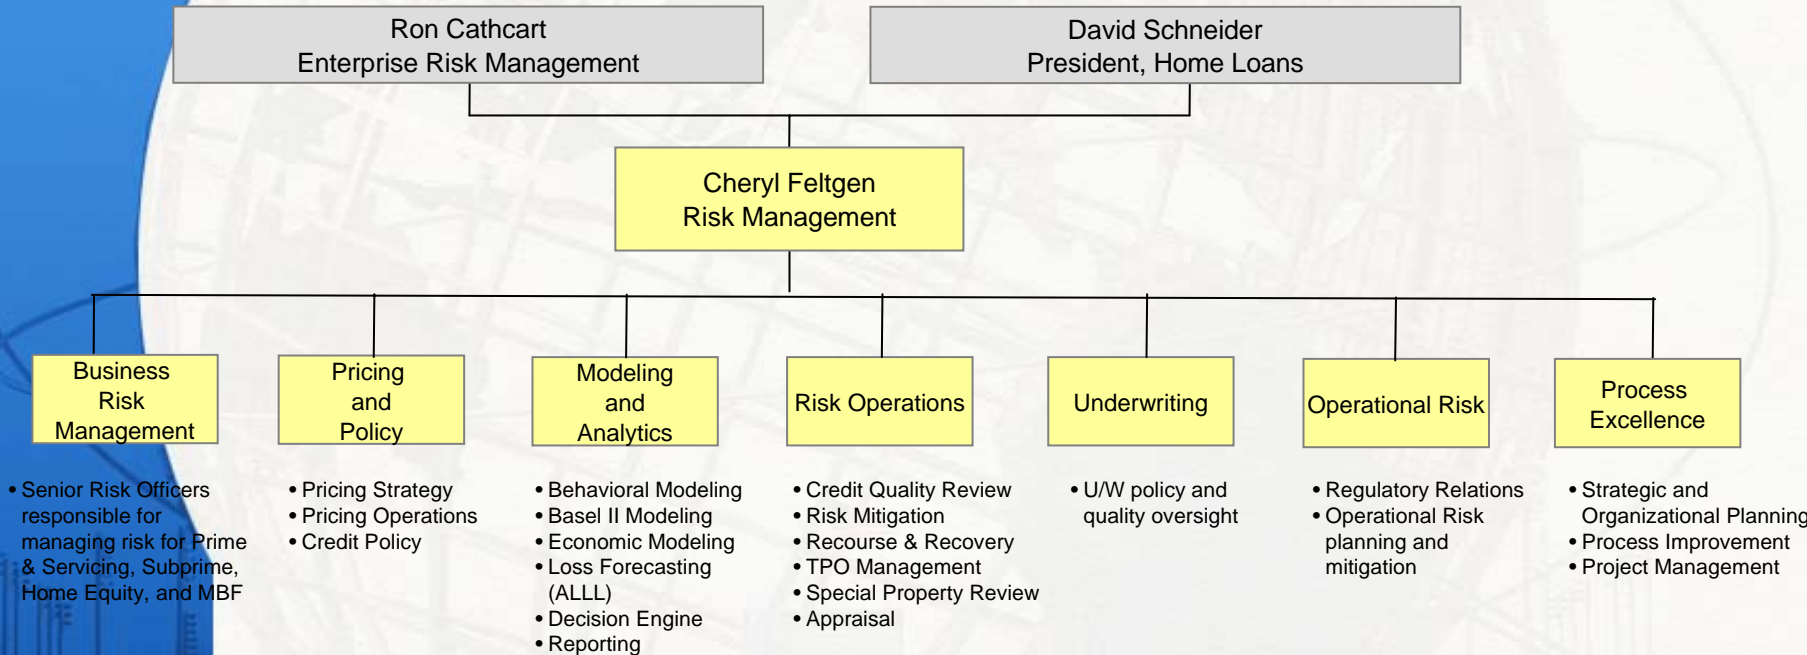 Ron Cathcart
Enterprise Risk Management
David Schneider
President, Home Loans
Cheryl Feltgen
Risk Management
Business
Risk
Management
• Senior Risk Officers
responsible for
managing risk for Prime
& Servicing, Subprime,
Home Equity, and MBF
Pricing
and
Policy
• Pricing Strategy
• Pricing Operations
• Credit Policy
Modeling
and
Analytics
• Behavioral Modeling
• Basel II Modeling
• Economic Modeling
• Loss Forecasting
(ALLL)
• Decision Engine
• Reporting
Risk Operations
• Credit Quality Review
• Risk Mitigation
• Recourse & Recovery
• TPO Management
• Special Property Review
• Appraisal
Underwriting
• U/W policy and
quality oversight
Operational Risk
• Regulatory Relations
• Operational Risk
planning and
mitigation
Process
Excellence
• Strategic and
Organizational Planning
• Process Improvement
• Project Management